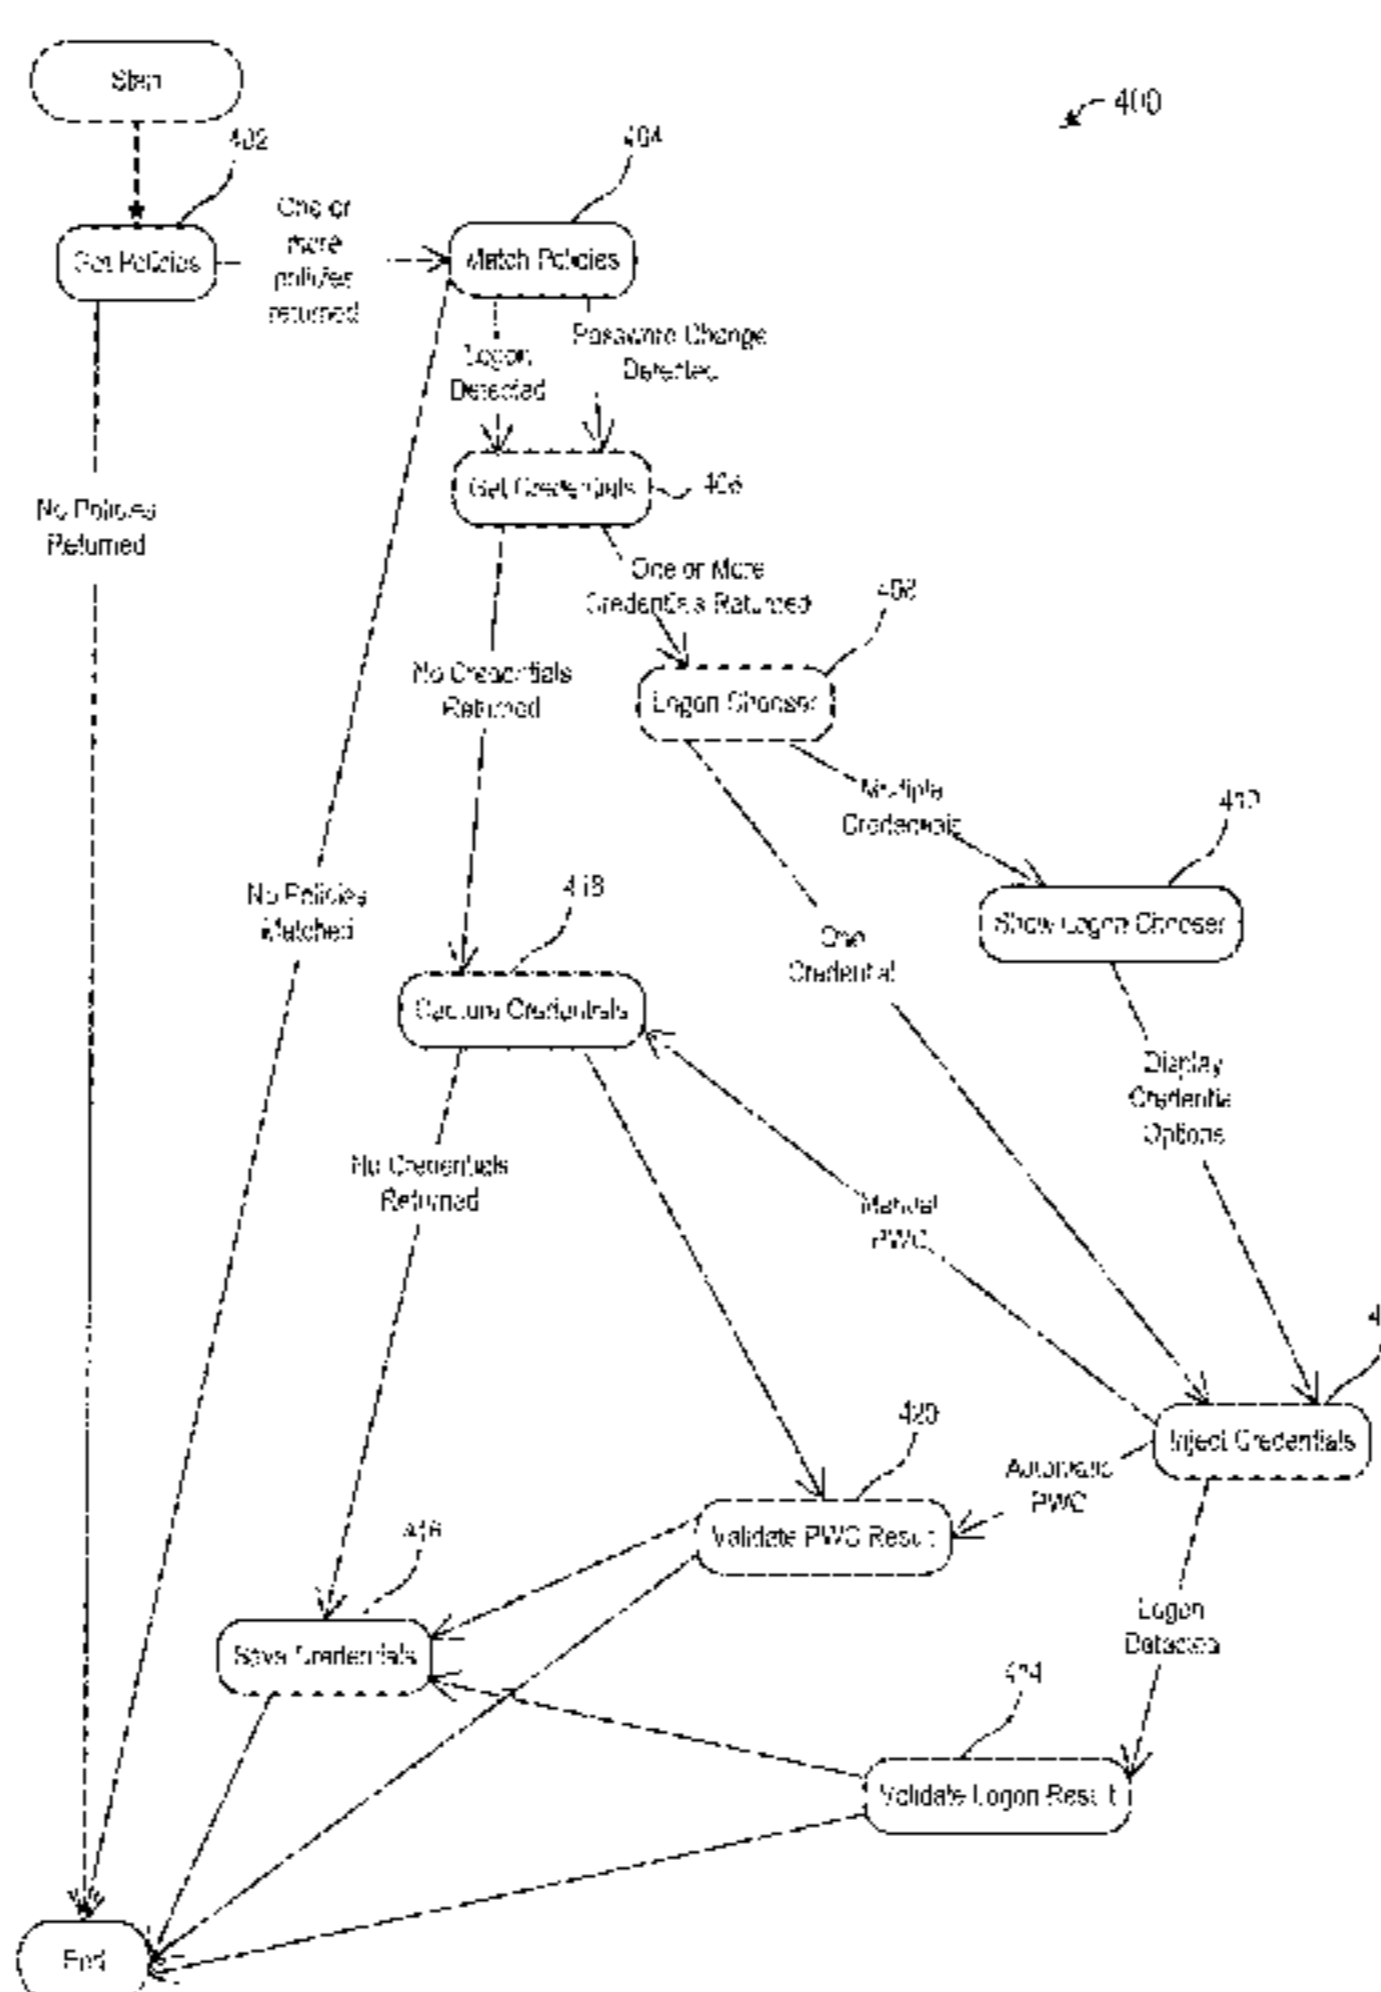 Start
400
402
404
One or
more
policies
returned
Get Policies
Match Policies
Logon
Detected
Password Change
Detected
Get Credentials
406
No Policies
Returned
One or More
Credentials Returned
408
No Credentials
Returned
Logon Chooser
Multiple
Credentials
No Policies
Matched
418
One
Credential
Show Logon Chooser
Capture Credentials
Display
Credential
Options
No Credentials
Returned
Manual
PWC
420
Inject Credentials
Automatic
PWC
Validate PWC Result
416
Logon
Detected
Save Credentials
414
Validate Logon Result
End